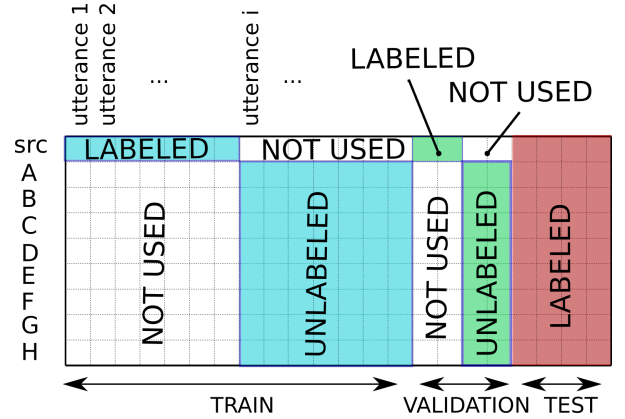 utterance 1
utterance 2
...
utterance i
...
LABELED
NOT USED
src
LABELED
NOT USED
A
B
C
D
E
F
G
H
NOT USED
UNLABELED
NOT USED
UNLABELED
LABELED
TRAIN
VALIDATION
TEST